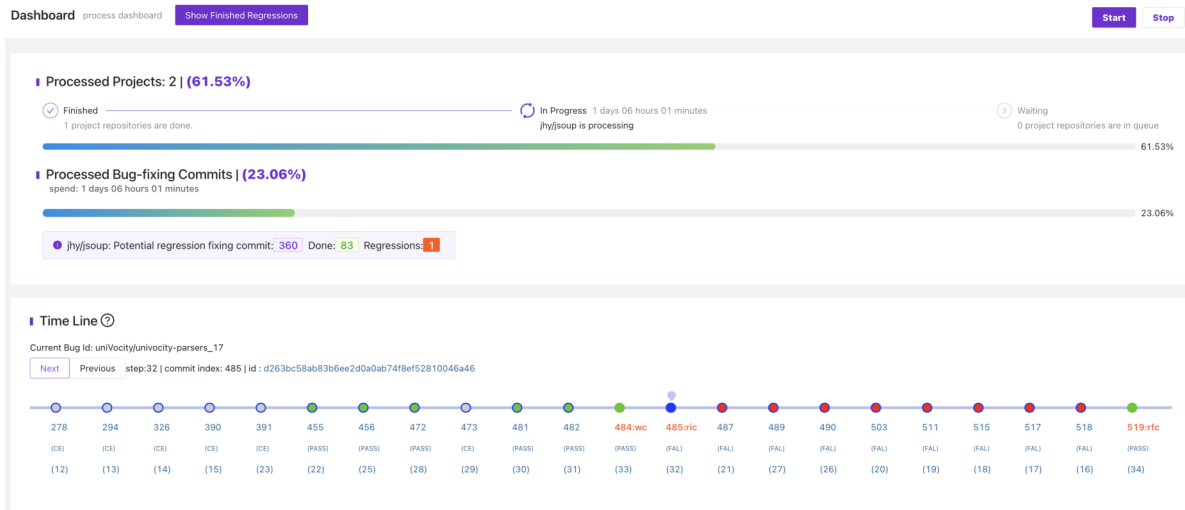 Dashboard process dashboard Show Finished Regressions Start Stop
Processed Projects: 2 | (61.53%)
Finished In Progress 1 days 06 hours 01 minutes 3 Waiting
1 project repositories are done. jhy/jsoup is processing 0 project repositories are in queue
61.53%
Processed Bug-fixing Commits | (23.06%)
spend: 1 days 06 hours 01 minutes
23.06%
jhy/jsoup: Potential regression fixing commit: 360 Done: 83 Regressions: 1
Time Line ?
Current Bug Id: uniVocity/univocity-parsers_17
Next Previous step:32 | commit index: 485 | id : d263bc58ab83b6ee2d0a0ab74f8ef52810046a46
278 294 326 390 391 455 456 472 473 481 482 484:wc 485:ric 487 489 490 503 511 515 517 518 519:rfc
(CE) (CE) (CE) (CE) (CE) (PASS) (PASS) (PASS) (CE) (PASS) (PASS) (PASS) (FAL) (FAL) (FAL) (FAL) (FAL) (FAL) (FAL) (FAL) (FAL) (PASS)
(12) (13) (14) (15) (23) (22) (25) (28) (29) (30) (31) (33) (32) (21) (27) (26) (20) (19) (18) (17) (16) (34)